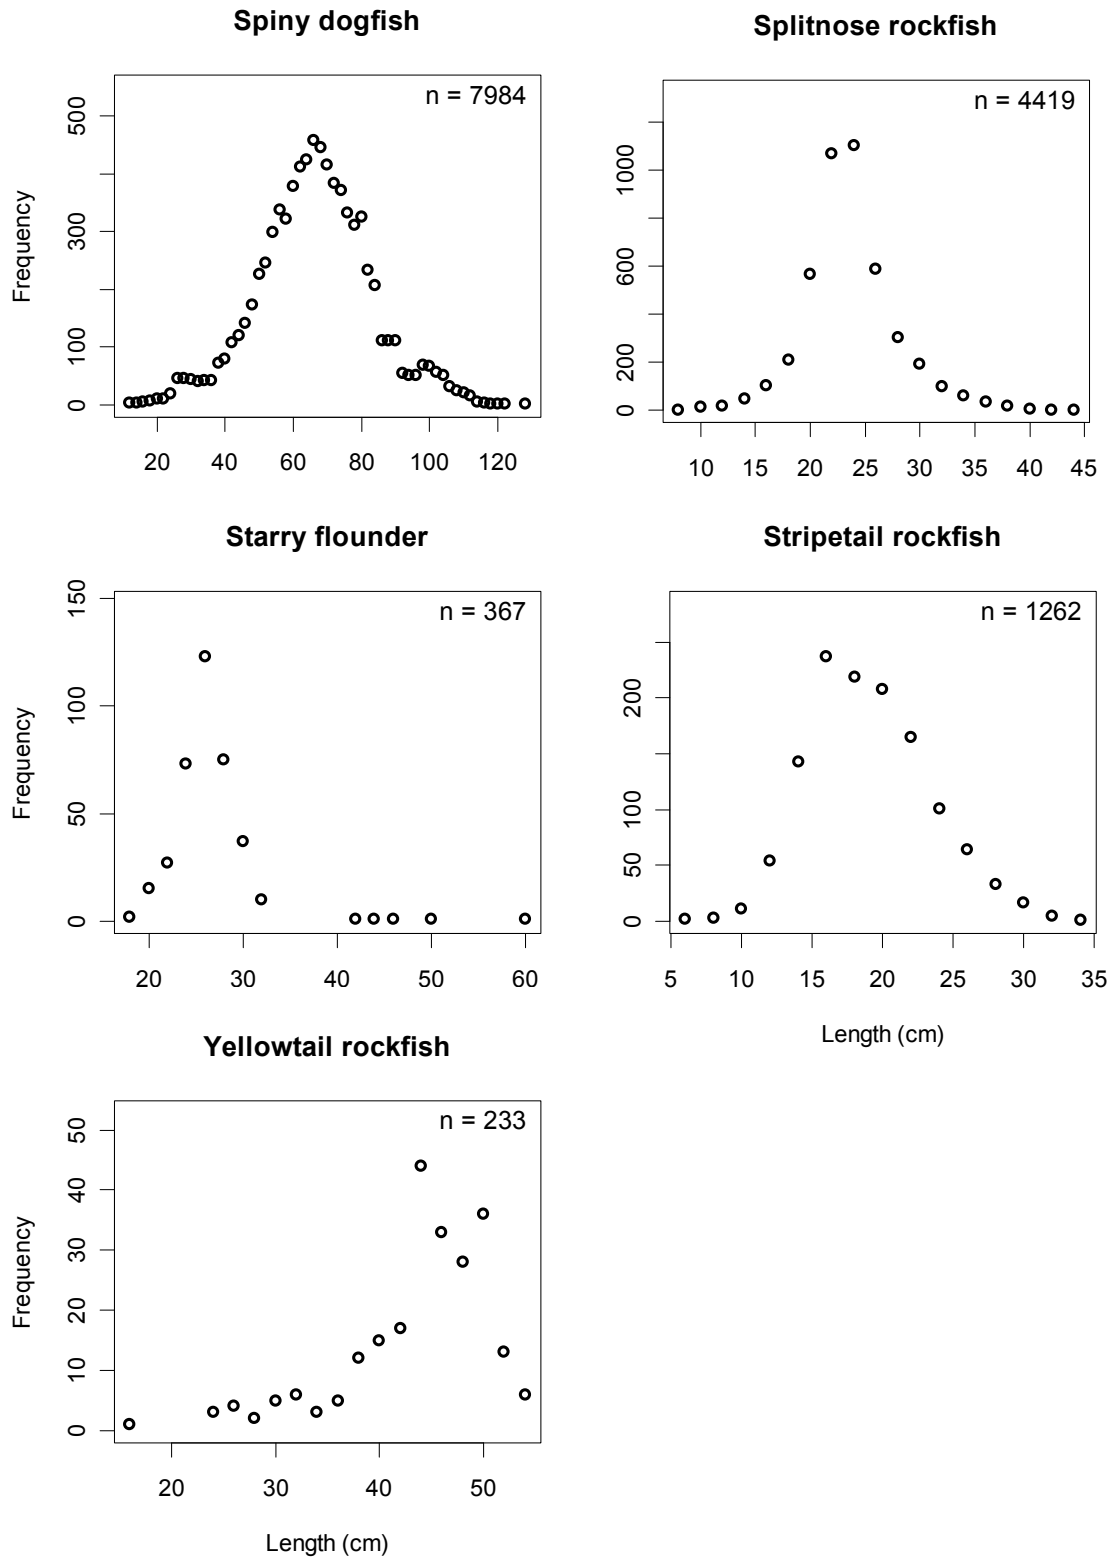 Spiny dogfish
n = 7984
Frequency
500
300
100
0
20 40 60 80 100 120
Splitnose rockfish
n = 4419
1000
600
200
0
10 15 20 25 30 35 40 45
Starry flounder
n = 367
Frequency
150
100
50
0
20 30 40 50 60
Stripetail rockfish
n = 1262
200
100
50
0
5 10 15 20 25 30 35
Length (cm)
Yellowtail rockfish
n = 233
Frequency
50
40
30
20
10
0
20 30 40 50
Length (cm)